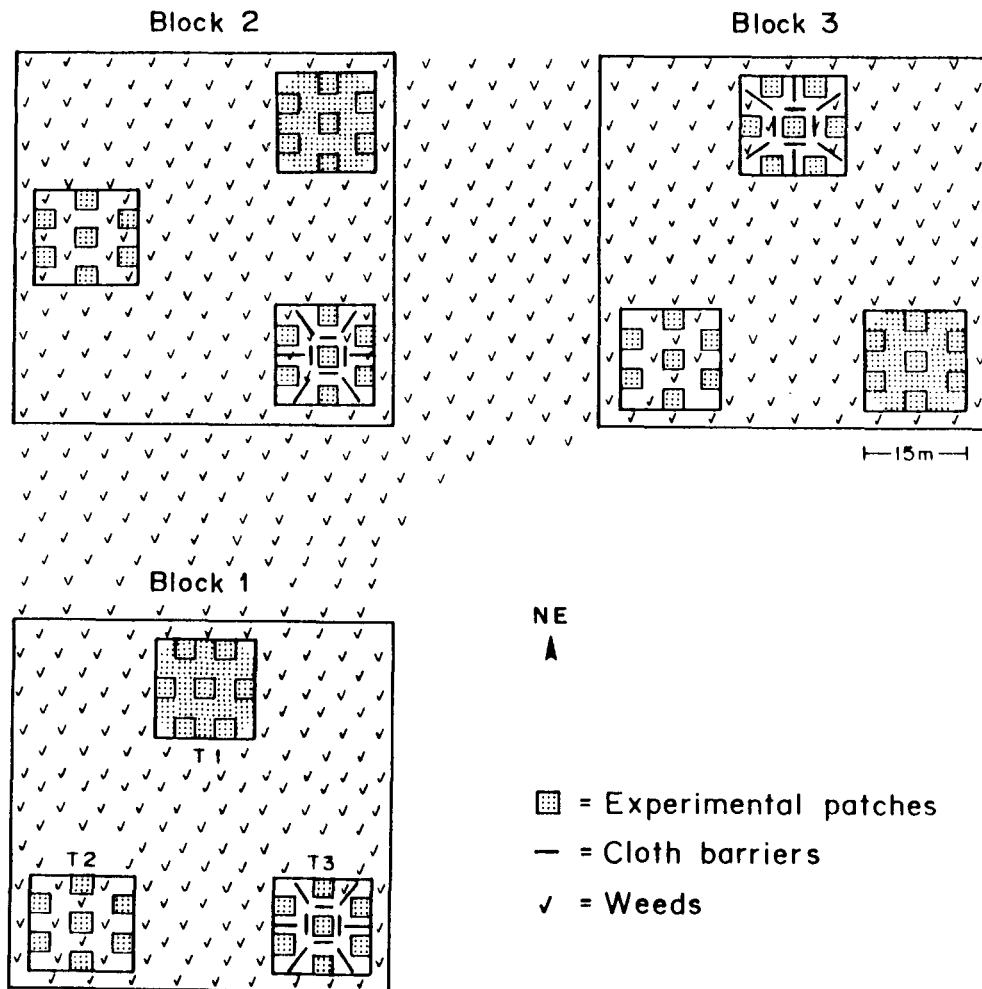 Block 2
Block 3
15m
Block 1
NE
T1
T2
T3
= Experimental patches
= Cloth barriers
= Weeds